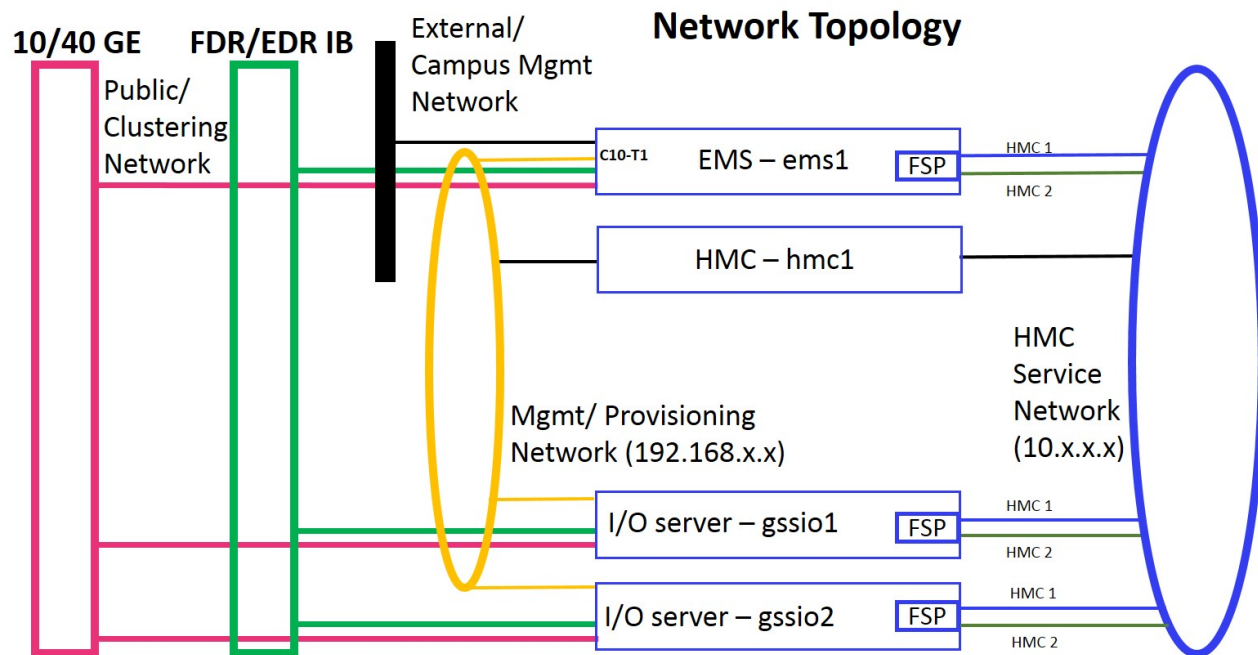 Network Topology
10/40 GE
FDR/EDR IB
External/
Campus Mgmt
Network
Public/
Clustering
Network
C10-T1
EMS – ems1
FSP
HMC 1
HMC 2
HMC – hmc1
HMC
Service
Network
(10.x.x.x)
Mgmt/ Provisioning
Network (192.168.x.x)
I/O server – gssio1
FSP
HMC 1
HMC 2
I/O server – gssio2
FSP
HMC 1
HMC 2